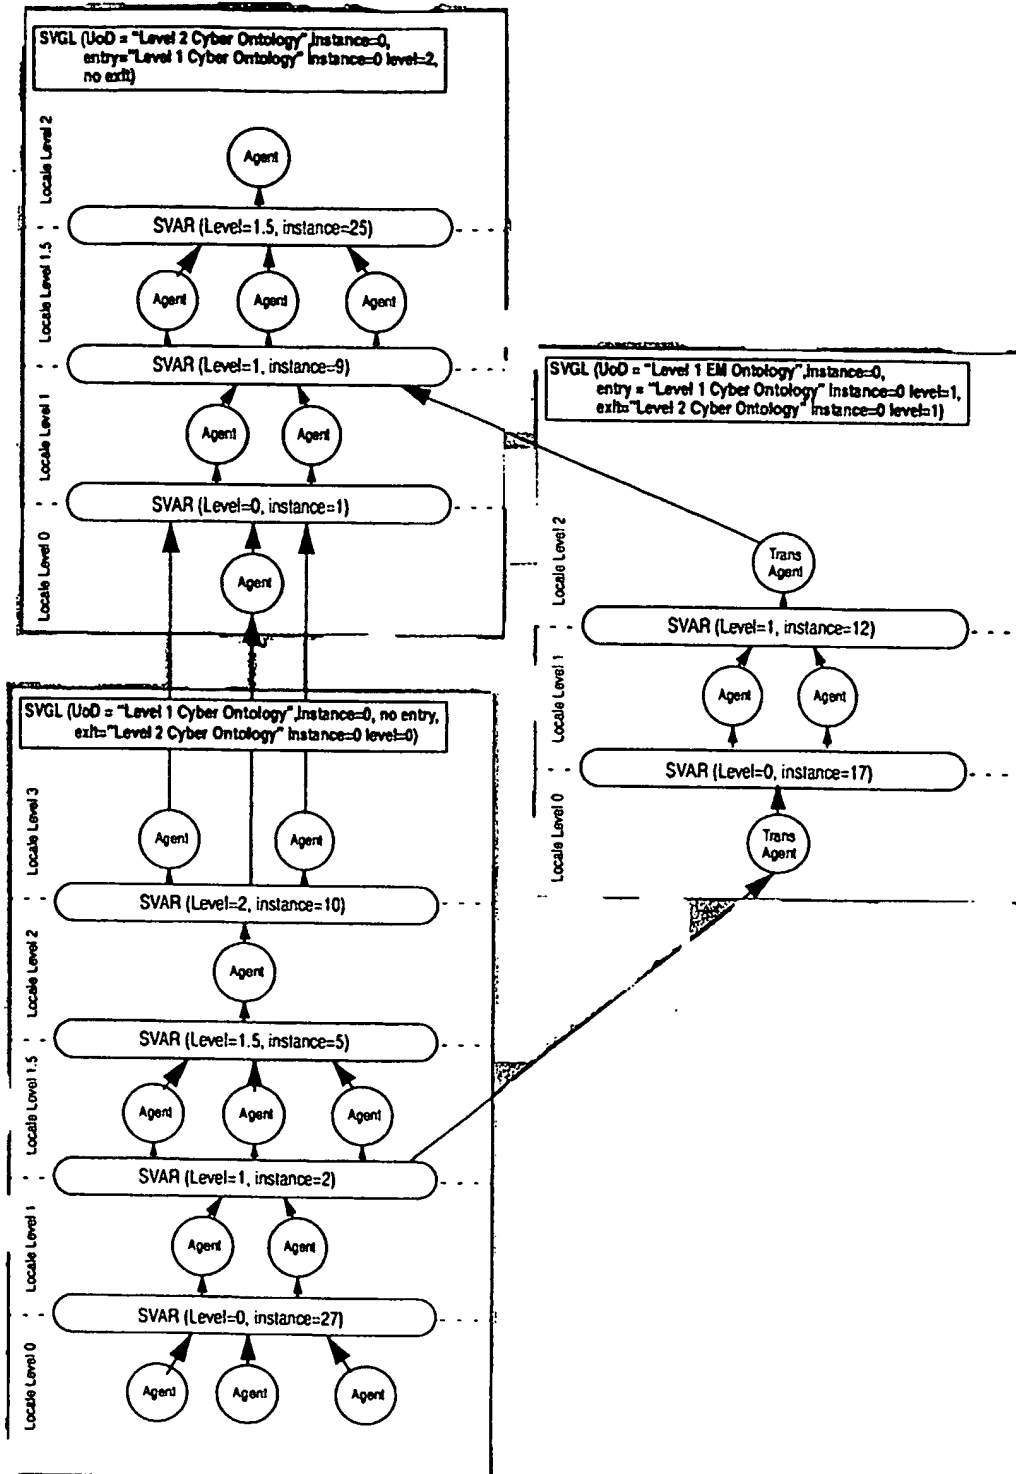 SVGL (UoD = "Level 2 Cyber Ontology",instance=0,
entry="Level 1 Cyber Ontology" instance=0 level=2,
no exit)
Locale Level 2
Agent
SVAR (Level=1.5, instance=25)
Locale Level 1.5
Agent
Agent
Agent
SVAR (Level=1, instance=9)
Locale Level 1
Agent
Agent
SVAR (Level=0, instance=1)
Locale Level 0
Agent
SVGL (UoD = "Level 1 EM Ontology",instance=0,
entry = "Level 1 Cyber Ontology" instance=0 level=1,
exit="Level 2 Cyber Ontology" instance=0 level=1)
Locale Level 2
Trans
Agent
SVAR (Level=1, instance=12)
Locale Level 1
Agent
Agent
SVAR (Level=0, instance=17)
Locale Level 0
Trans
Agent
SVGL (UoD = "Level 1 Cyber Ontology",instance=0, no entry,
exit="Level 2 Cyber Ontology" instance=0 level=0)
Locale Level 3
Agent
Agent
SVAR (Level=2, instance=10)
Locale Level 2
Agent
SVAR (Level=1.5, instance=5)
Locale Level 1.5
Agent
Agent
Agent
SVAR (Level=1, instance=2)
Locale Level 1
Agent
Agent
SVAR (Level=0, instance=27)
Locale Level 0
Agent
Agent
Agent